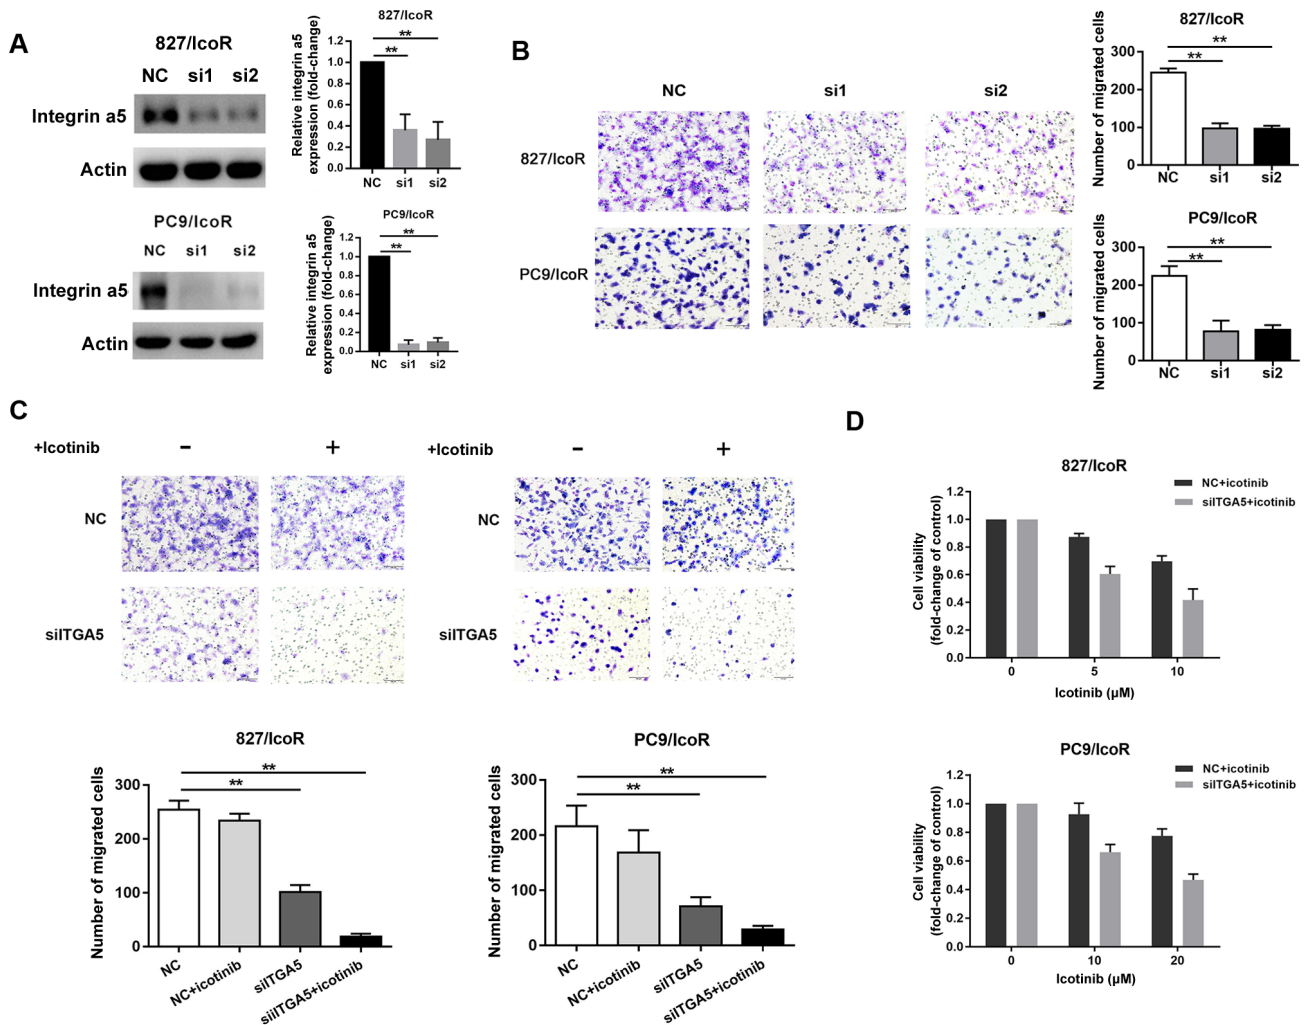 A
827/IcoR
NC si1 si2
Integrin a5
Actin
PC9/IcoR
NC si1 si2
Integrin a5
Actin
827/IcoR
Relative integrin a5
expression (fold-change)
1.2
1.0
0.8
0.6
0.4
0.2
0.0
**
**
NC si1 si2
PC9/IcoR
Relative integrin a5
expression (fold-change)
1.2
1.0
0.8
0.6
0.4
0.2
0.0
**
**
NC si1 si2
B
NC si1 si2
827/IcoR
PC9/IcoR
827/IcoR
Number of migrated cells
300
200
100
0
**
**
NC si1 si2
PC9/IcoR
Number of migrated cells
300
200
100
0
**
**
NC si1 si2
C
+Icotinib - +
NC
siITGA5
+Icotinib - +
NC
siITGA5
827/IcoR
Number of migrated cells
300
200
100
0
**
**
NC
NC+icotinib
siITGA5
siiITGA5+icotinib
PC9/IcoR
Number of migrated cells
300
200
100
0
**
**
NC
NC+icotinib
siITGA5
siITGA5+icotinib
D
827/IcoR
NC+icotinib
siITGA5+icotinib
Cell viability
(fold-change of control)
1.2
1.0
0.8
0.6
0.4
0.2
0.0
0 5 10
Icotinib (μM)
PC9/IcoR
NC+icotinib
siITGA5+icotinib
Cell viability
(fold-change of control)
1.2
1.0
0.8
0.6
0.4
0.2
0.0
0 10 20
Icotinib (μM)